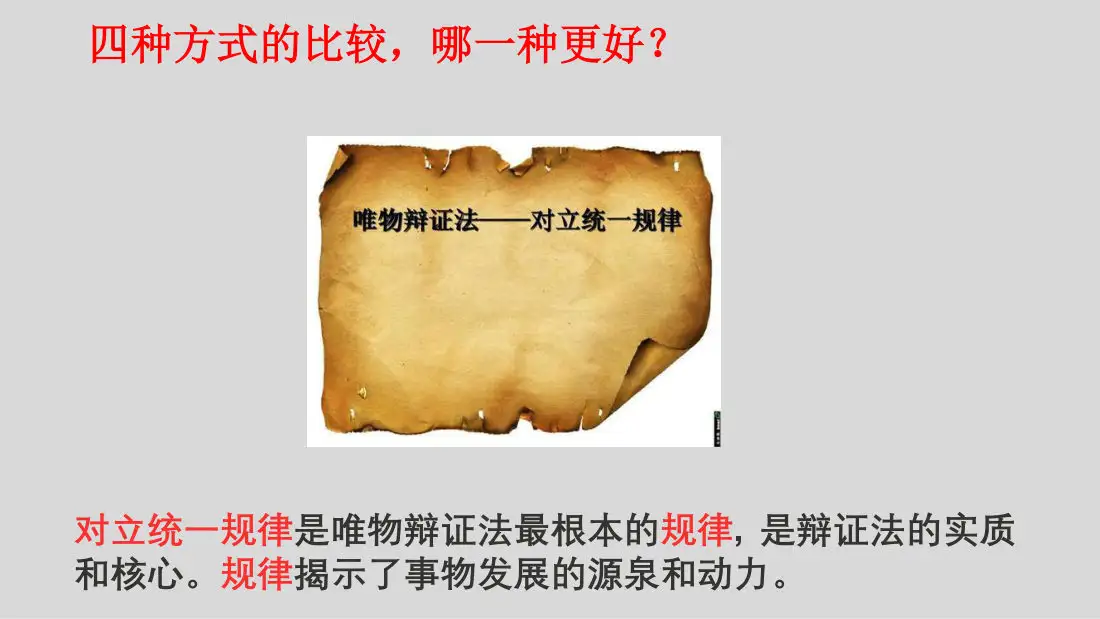 四种方式的比较，哪一种更好？
唯物辩证法——对立统一规律
对立统一规律是唯物辩证法最根本的规律, 是辩证法的实质
和核心。规律揭示了事物发展的源泉和动力。